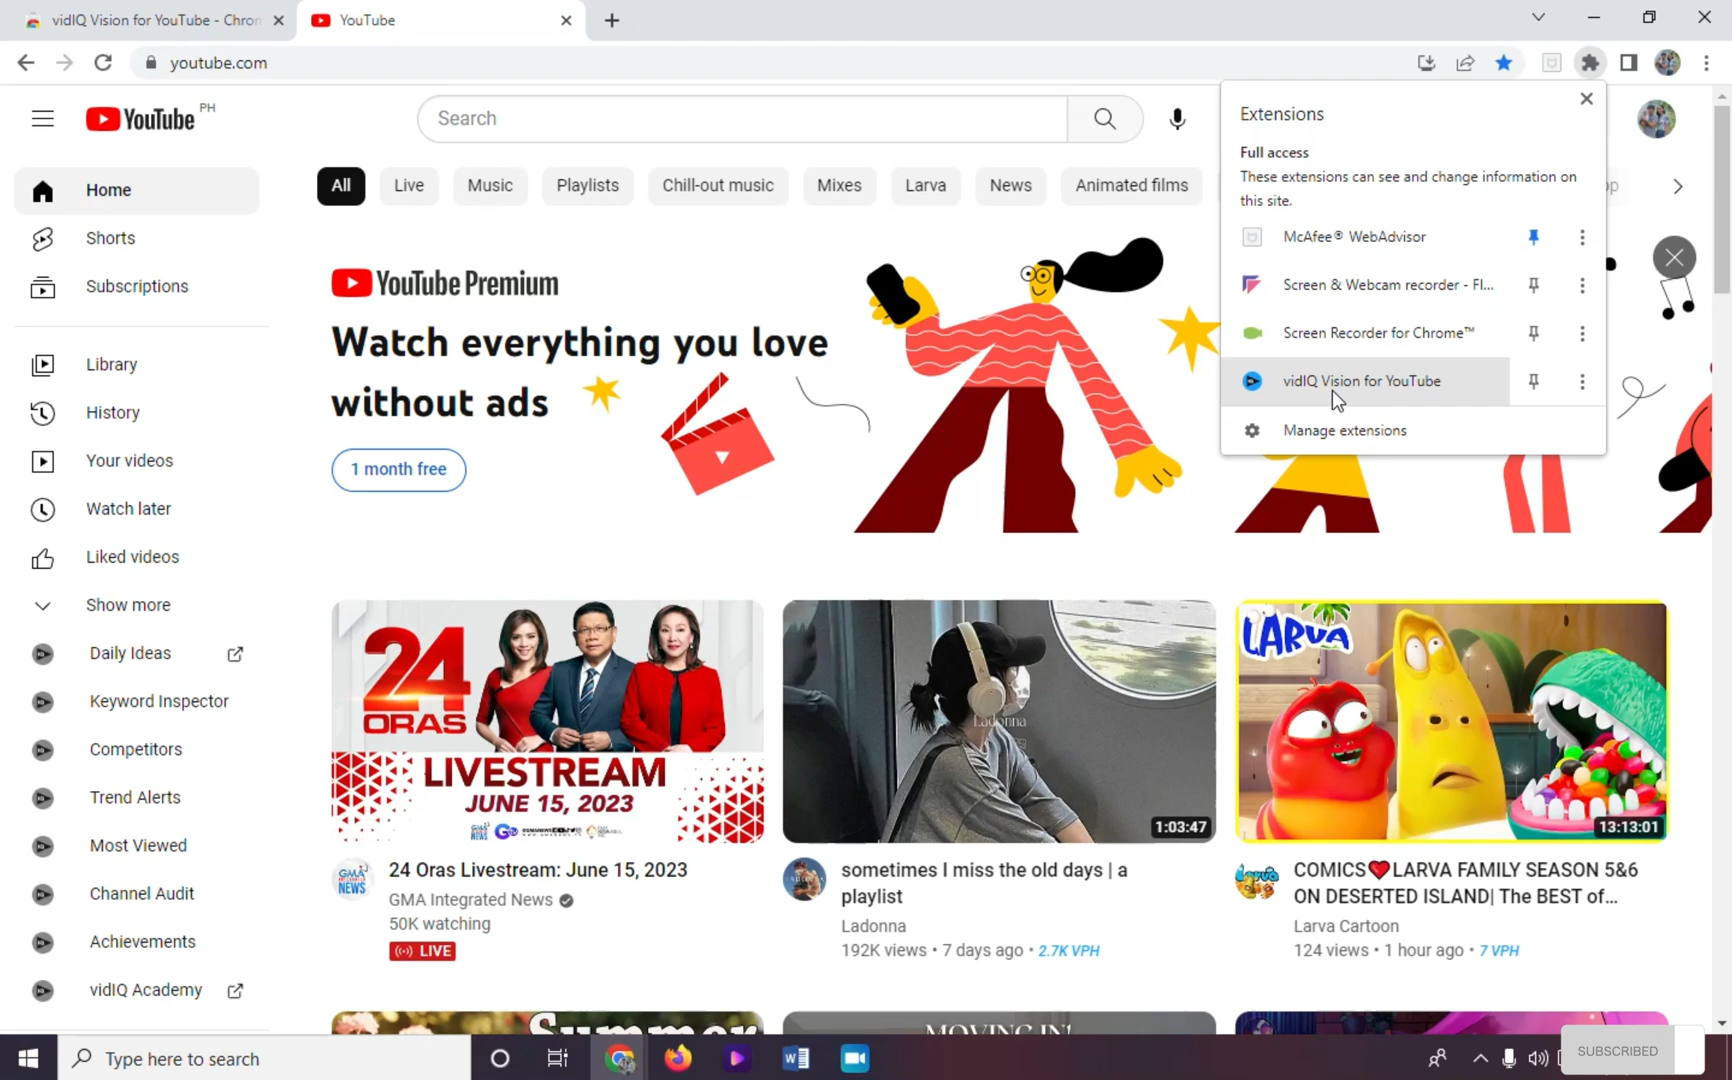 vidIQ Vision for YouTube - Chrom
YouTube
youtube.com
YouTube PH
Search
Home
Shorts
Subscriptions
Library
History
Your videos
Watch later
Liked videos
Show more
Daily Ideas
Keyword Inspector
Competitors
Trend Alerts
Most Viewed
Channel Audit
Achievements
vidIQ Academy
All
Live
Music
Playlists
Chill-out music
Mixes
Larva
News
Animated films
Extensions
Full access
These extensions can see and change information on
this site.
McAfee® WebAdvisor
Screen & Webcam recorder - Fl...
Screen Recorder for Chrome™
vidIQ Vision for YouTube
Manage extensions
YouTube Premium
Watch everything you love
without ads
1 month free
24
ORAS
LIVESTREAM
JUNE 15, 2023
24 Oras Livestream: June 15, 2023
GMA Integrated News
50K watching
LIVE
GMA
NEWS
Ladonna
1:03:47
sometimes I miss the old days | a
playlist
Ladonna
192K views • 7 days ago • 2.7K VPH
LARVA
13:13:01
COMICS❤️LARVA FAMILY SEASON 5&6
ON DESERTED ISLAND| The BEST of...
Larva Cartoon
124 views • 1 hour ago • 7 VPH
Summer
MOVING IN!
Type here to search
SUBSCRIBED